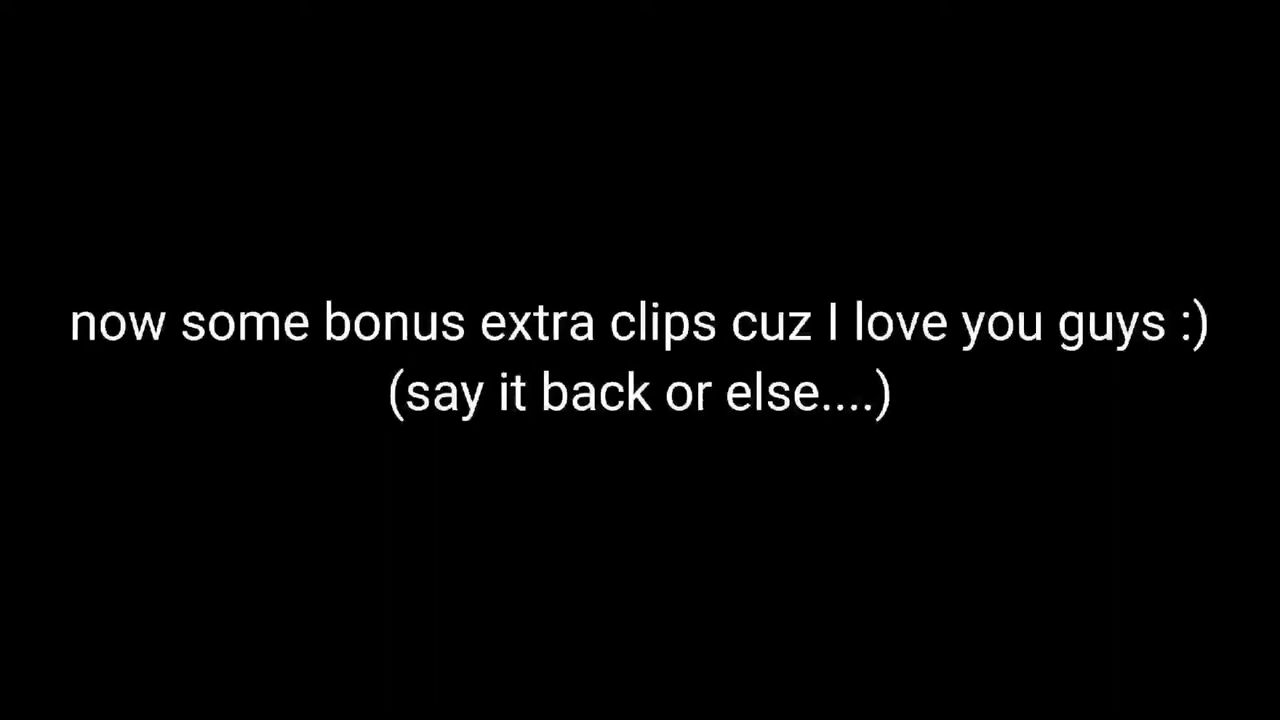 now some bonus extra clips cuz I love you guys :)
(say it back or else....)